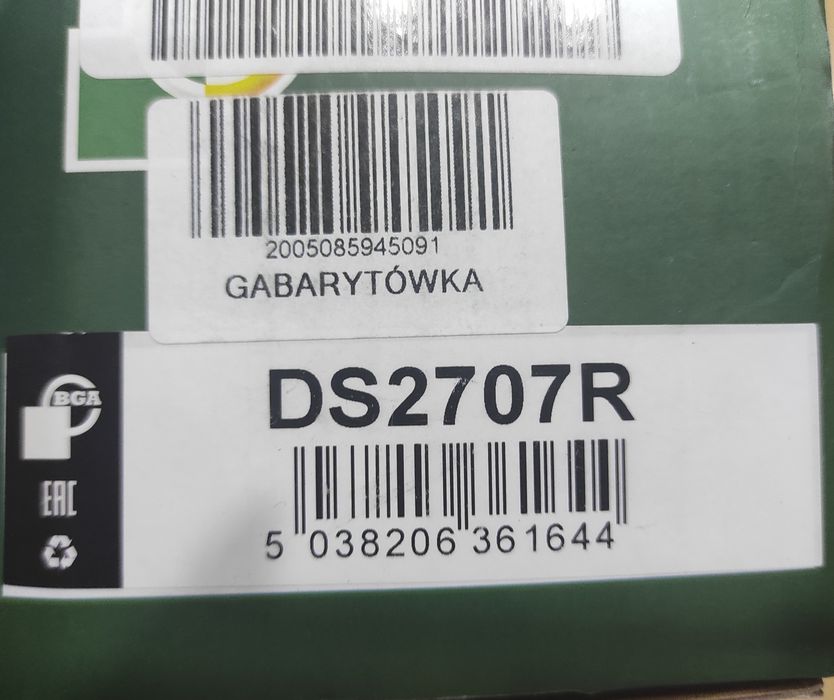 2005085945091
GABARYTÓWKA
DS2707R
BGA
EAC
5 038206 361644